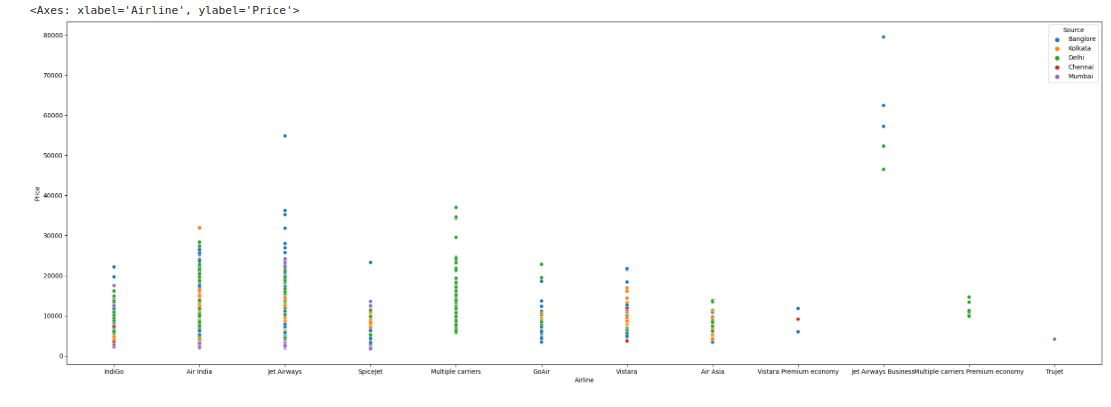 <Axes: xlabel='Airline', ylabel='Price'>
Source
Banglore
Kolkata
Delhi
Chennai
Mumbai
80000
70000
60000
50000
40000
30000
20000
10000
0
Price
IndiGo Air India Jet Airways SpiceJet Multiple carriers GoAir Vistara Air Asia Vistara Premium economy Jet Airways Business Multiple carriers Premium economy Trujet
Airline